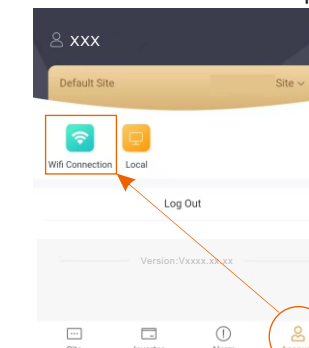 XXX
Default Site Site
Wifi Connection Local
Log Out
Version:Vxxxx.xx.xx